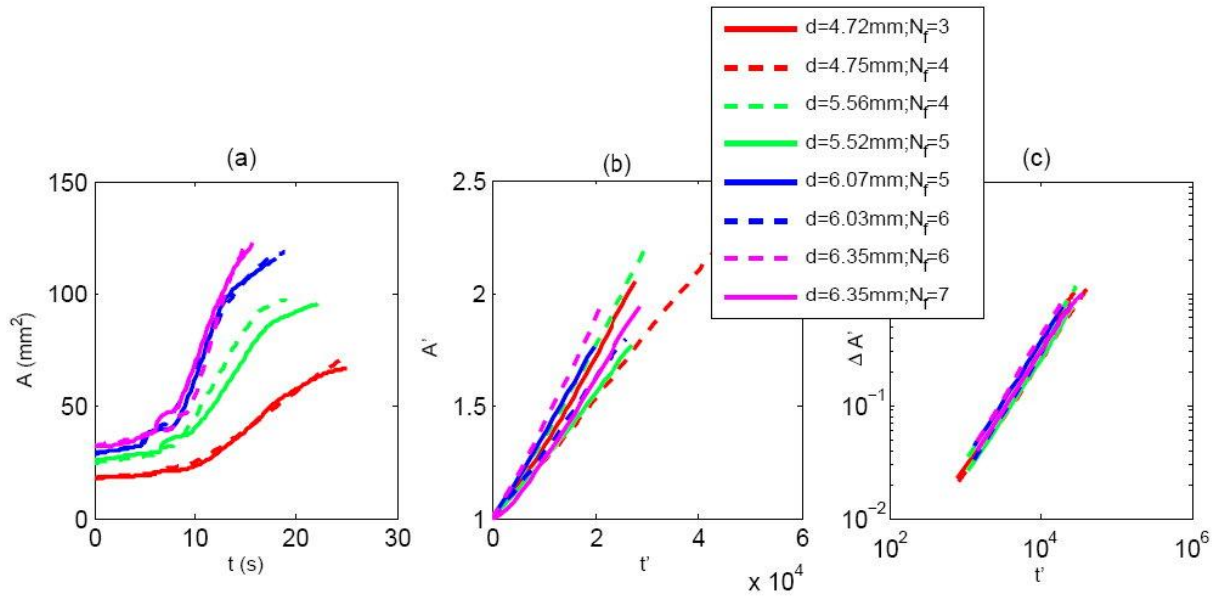 d=4.72mm;N_f=3
d=4.75mm;N_f=4
d=5.56mm;N_f=4
d=5.52mm;N_f=5
d=6.07mm;N_f=5
d=6.03mm;N_f=6
d=6.35mm;N_f=6
d=6.35mm;N_f=7
(a)
150
100
50
0
A (mm²)
0 10 20 30
t (s)
(b)
2.5
2
1.5
1
A'
0 2 4 6
t'
x 10⁴
(c)
Δ A'
10⁻¹
10⁻²
10² 10⁴ 10⁶
t'